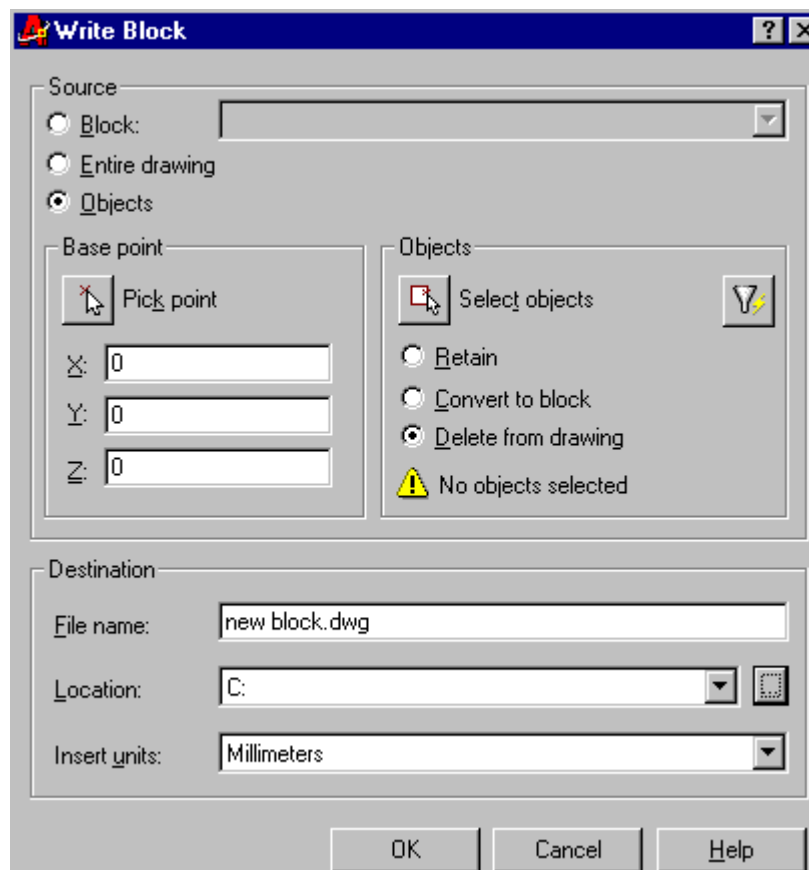 Write Block
Source
Block:
Entire drawing
Objects
Base point
Pick point
X: 0
Y: 0
Z: 0
Objects
Select objects
Retain
Convert to block
Delete from drawing
No objects selected
Destination
File name: new block.dwg
Location: C:
Insert units: Millimeters
OK Cancel Help